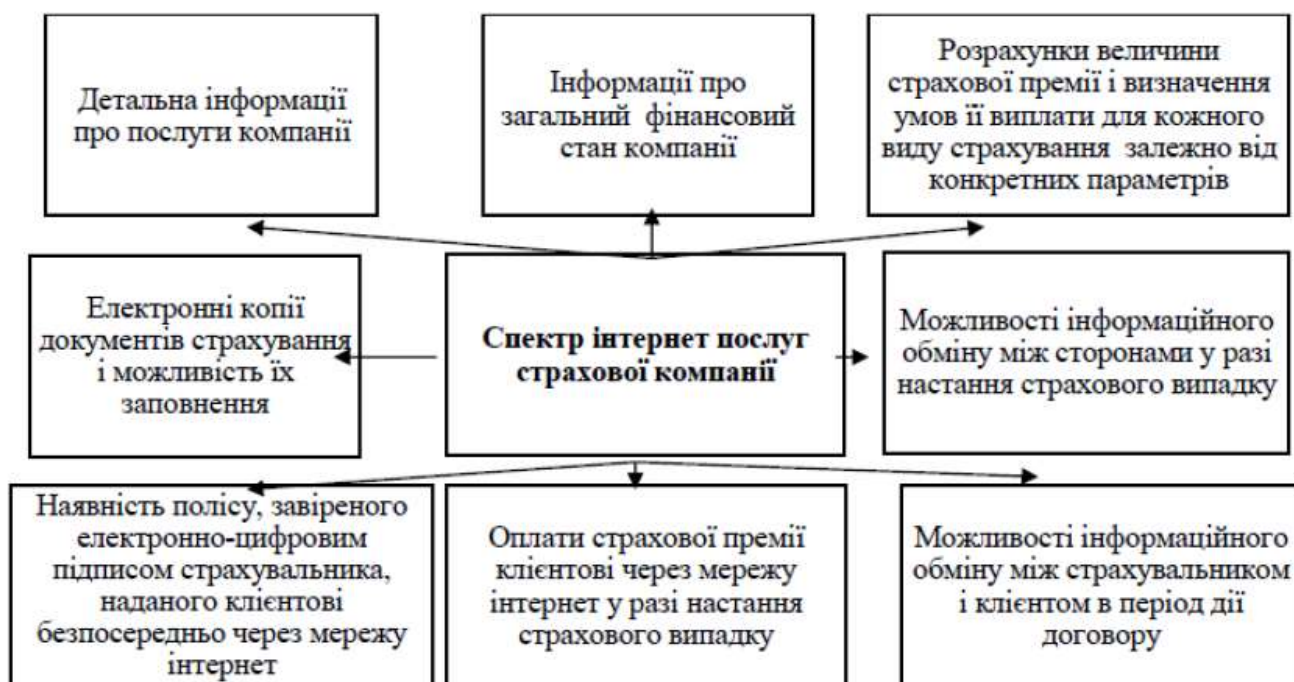 Детальна інформації
про послуги компанії
Інформації про
загальний фінансовий
стан компанії
Розрахунки величини
страхової премії і визначення
умов її виплати для кожного
виду страхування залежно від
конкретних параметрів
Електронні копії
документів страхування
і можливість їх
заповнення
Спектр інтернет послуг
страхової компанії
Можливості інформаційного
обміну між сторонами у разі
настання страхового випадку
Наявність полісу, завіреного
електронно-цифровим
підписом страхувальника,
наданого клієнтові
безпосередньо через мережу
інтернет
Оплати страхової премії
клієнтові через мережу
інтернет у разі настання
страхового випадку
Можливості інформаційного
обміну між страхувальником
і клієнтом в період дії
договору